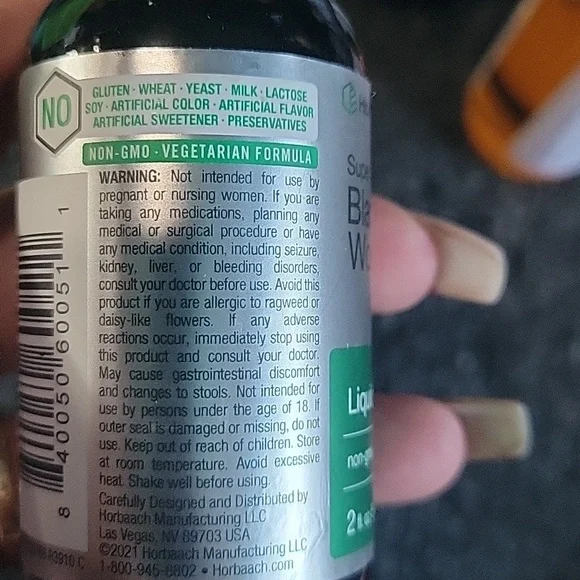 NO
GLUTEN · WHEAT · YEAST · MILK · LACTOSE
SOY · ARTIFICIAL COLOR · ARTIFICIAL FLAVOR
ARTIFICIAL SWEETENER · PRESERVATIVES
NON-GMO · VEGETARIAN FORMULA
WARNING: Not intended for use by
pregnant or nursing women. If you are
taking any medications, planning any
medical or surgical procedure or have
any medical condition, including seizure,
kidney, liver, or bleeding disorders,
consult your doctor before use. Avoid this
product if you are allergic to ragweed or
daisy-like flowers. If any adverse
reactions occur, immediately stop using
this product and consult your doctor.
May cause gastrointestinal discomfort
and changes to stools. Not intended for
use by persons under the age of 18. If
outer seal is damaged or missing, do not
use. Keep out of reach of children. Store
at room temperature. Avoid excessive
heat. Shake well before using.
Carefully Designed and Distributed by
Horbaach Manufacturing LLC
Las Vegas, NV 89703 USA
©2021 Horbaach Manufacturing LLC
1-800-945-6802 • Horbaach.com
8 40050 60051 1
Bla
Liqui
2 fl